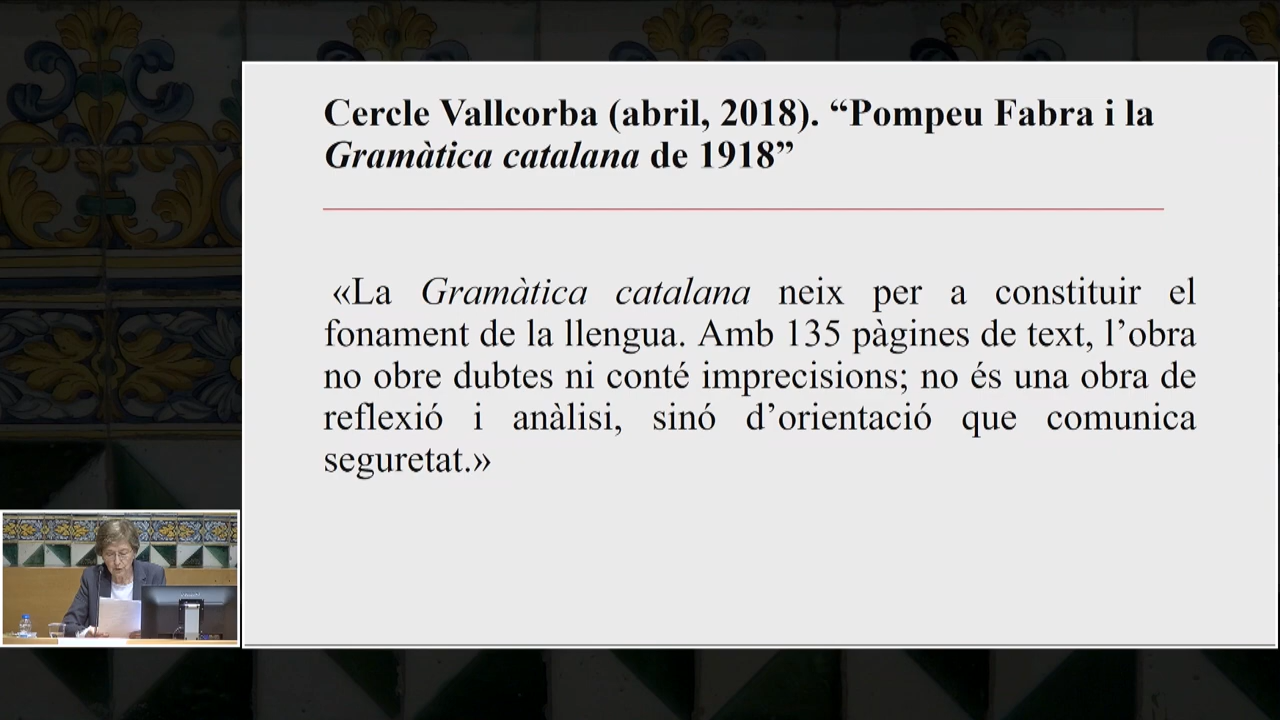 Cercle Vallcorba (abril, 2018). “Pompeu Fabra i la
Gramàtica catalana de 1918”
«La Gramàtica catalana neix per a constituir el
fonament de la llengua. Amb 135 pàgines de text, l’obra
no obre dubtes ni conté imprecisions; no és una obra de
reflexió i anàlisi, sinó d’orientació que comunica
seguretat.»